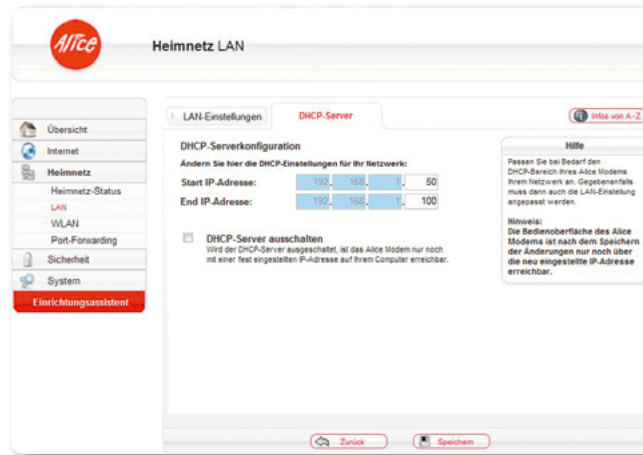 Alice
Heimnetz LAN
Übersicht
Internet
Heimnetz
Heimnetz-Status
LAN
WLAN
Port-Forwarding
Sicherheit
System
Einrichtungsassistent
LAN-Einstellungen
DHCP-Server
Infos von A-Z
DHCP-Serverkonfiguration
Ändern Sie hier die DHCP-Einstellungen für Ihr Netzwerk:
Start IP-Adresse: 192. 168. 1. 50
End IP-Adresse: 192. 168. 1. 100
DHCP-Server ausschalten
Wird der DHCP-Server ausgeschaltet, ist das Alice Modem nur noch
mit einer fest eingestellten IP-Adresse auf Ihrem Computer erreichbar.
Hilfe
Passen Sie bei Bedarf den
DHCP-Bereich Ihres Alice Modems
Ihrem Netzwerk an. Gegebenenfalls
muss dann auch die LAN-Einstellung
angepasst werden.
Hinweis:
Die Bedienoberfläche des Alice
Modems ist nach dem Speichern
der Änderungen nur noch über
die neu eingestellte IP-Adresse
erreichbar.
Zurück
Speichern